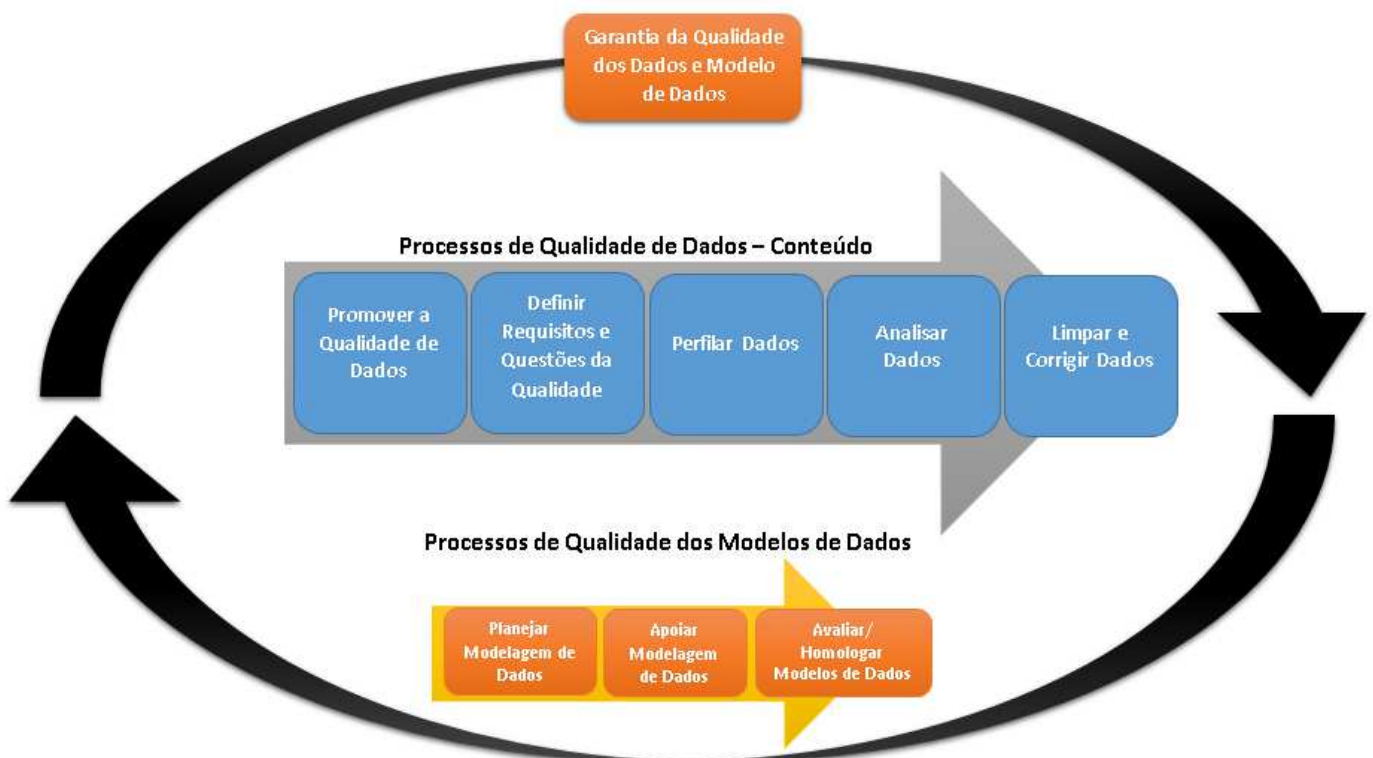 Garantia da Qualidade
dos Dados e Modelo
de Dados
Processos de Qualidade de Dados – Conteúdo
Promover a
Qualidade de
Dados
Definir
Requisitos e
Questões da
Qualidade
Perfilar Dados
Analisar
Dados
Limpar e
Corrigir Dados
Processos de Qualidade dos Modelos de Dados
Planejar
Modelagem de
Dados
Apoiar
Modelagem
de Dados
Avaliar/
Homologar
Modelos de Dados